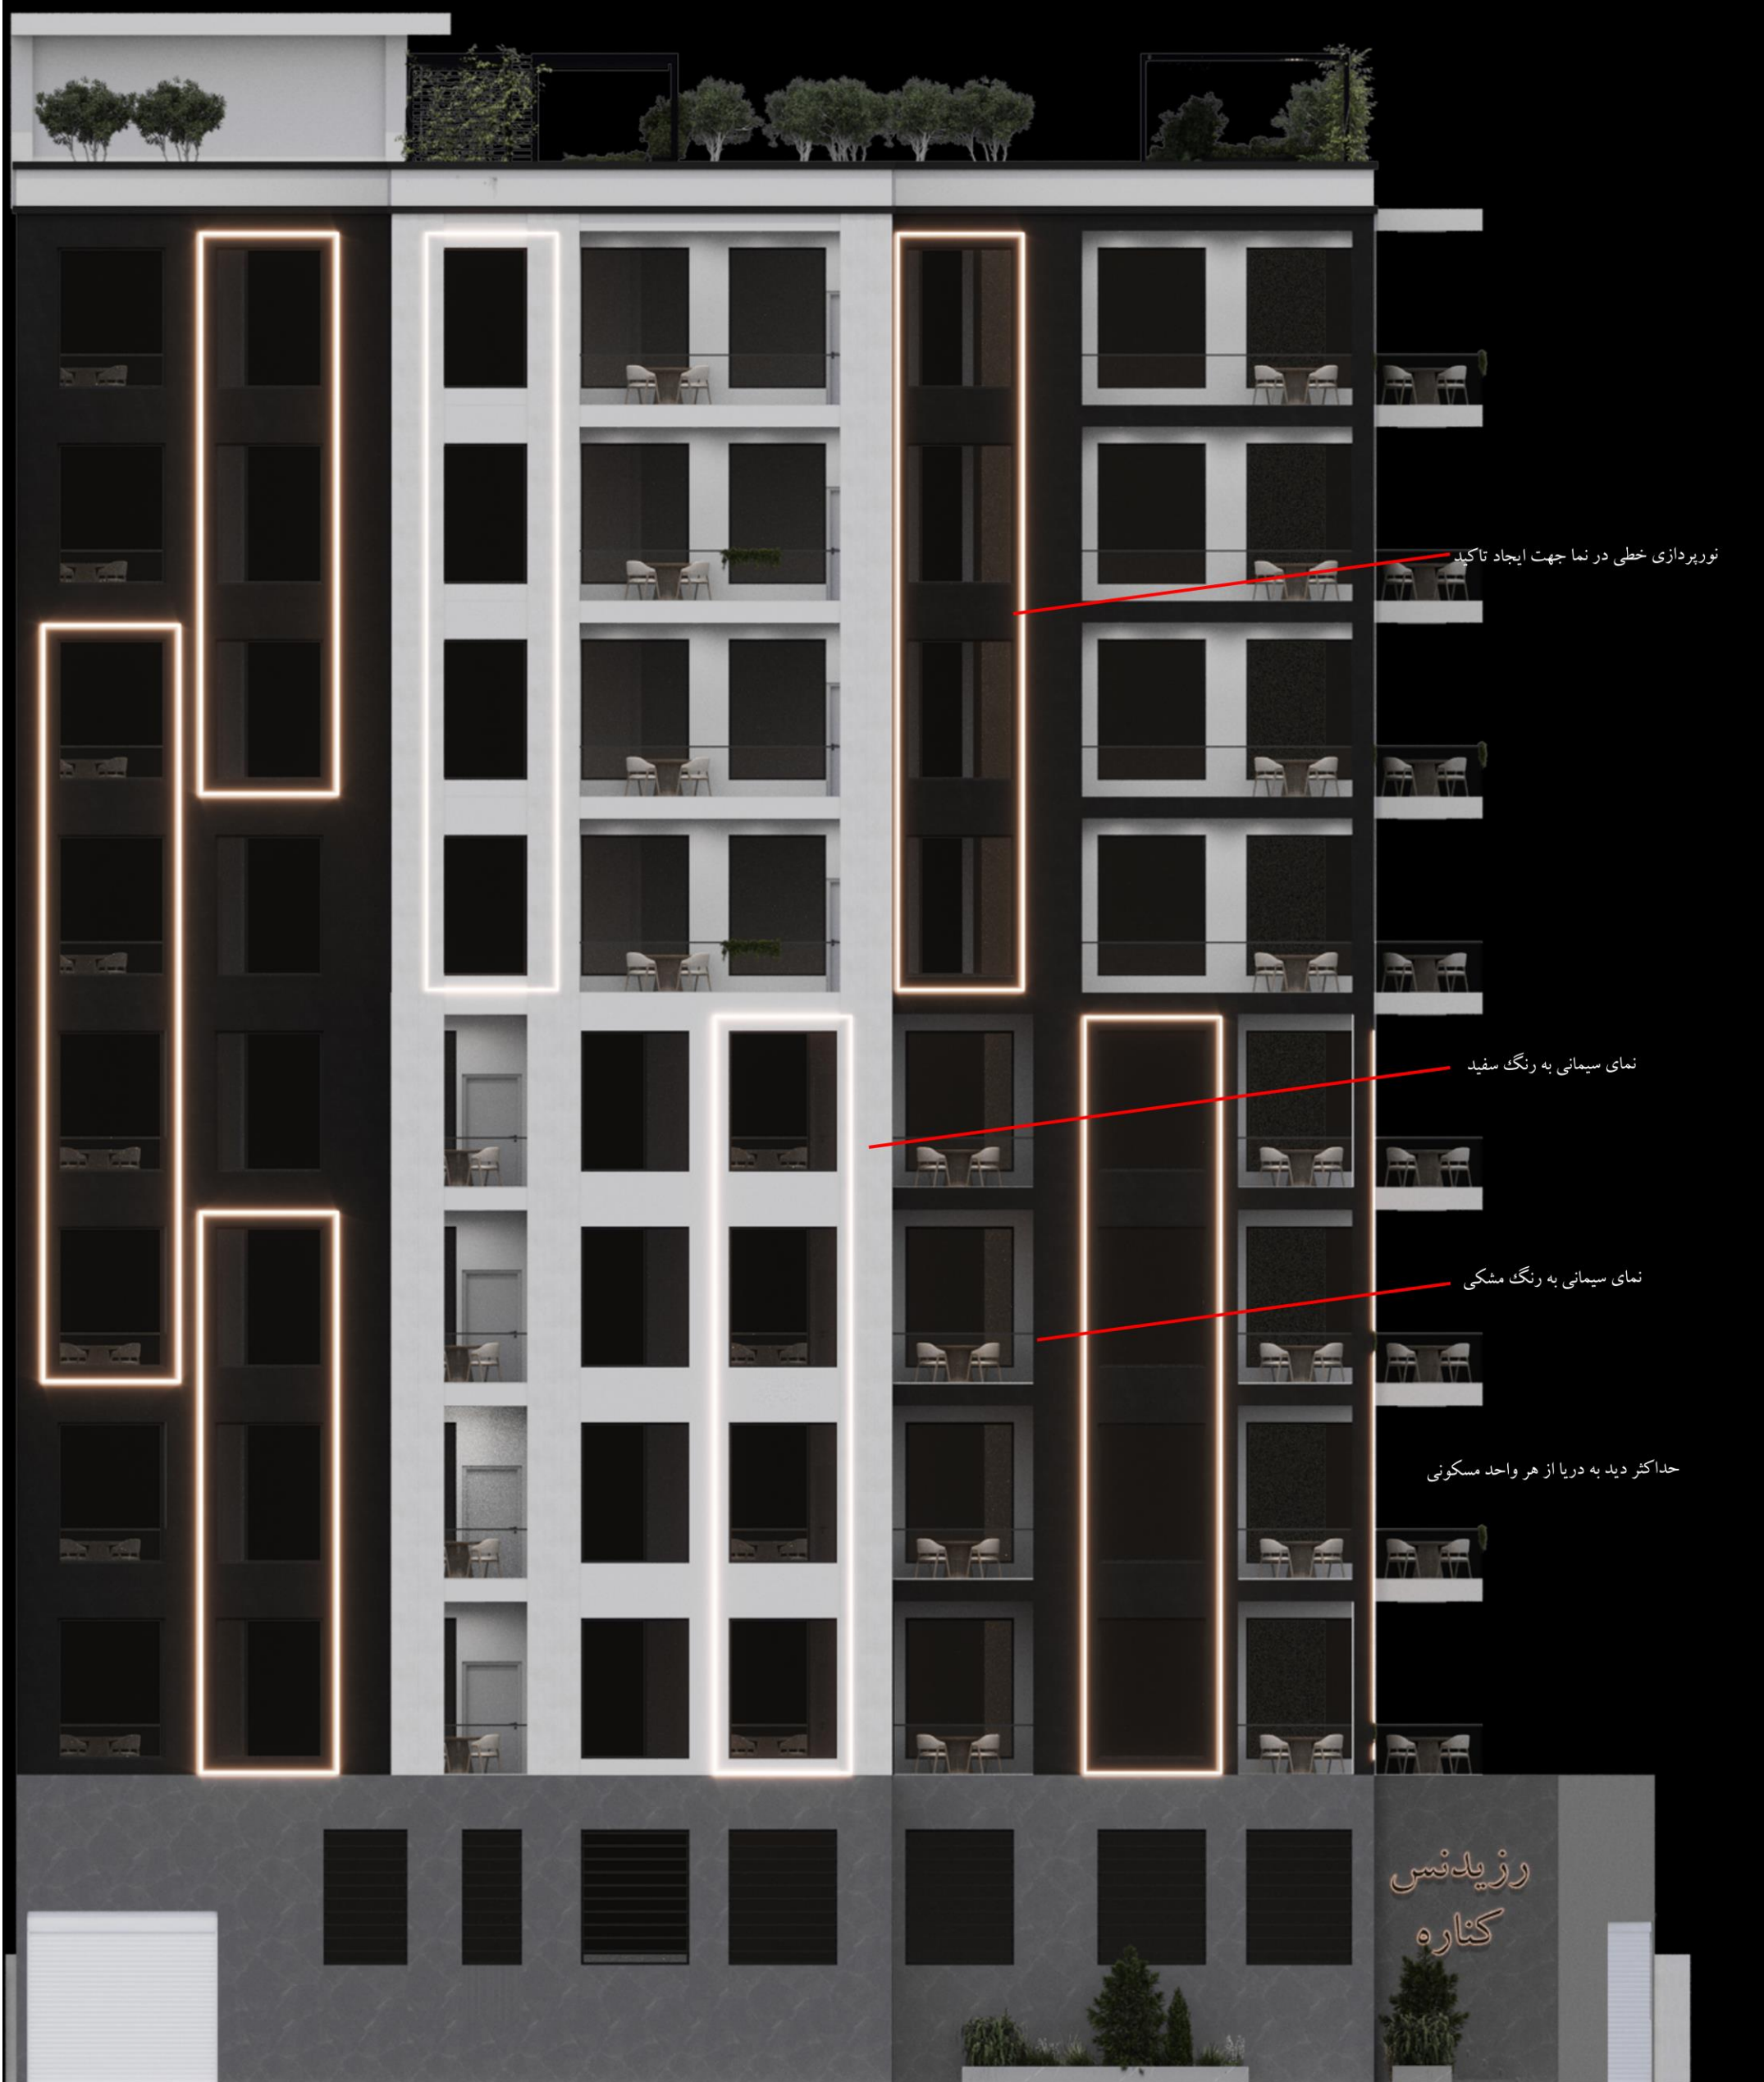 نورپردازی خطی در نما جهت ایجاد تاکید
نمای سیمانی به رنگ سفید
نمای سیمانی به رنگ مشکی
حداکثر دید به دریا از هر واحد مسکونی
رزیدنس
کناره